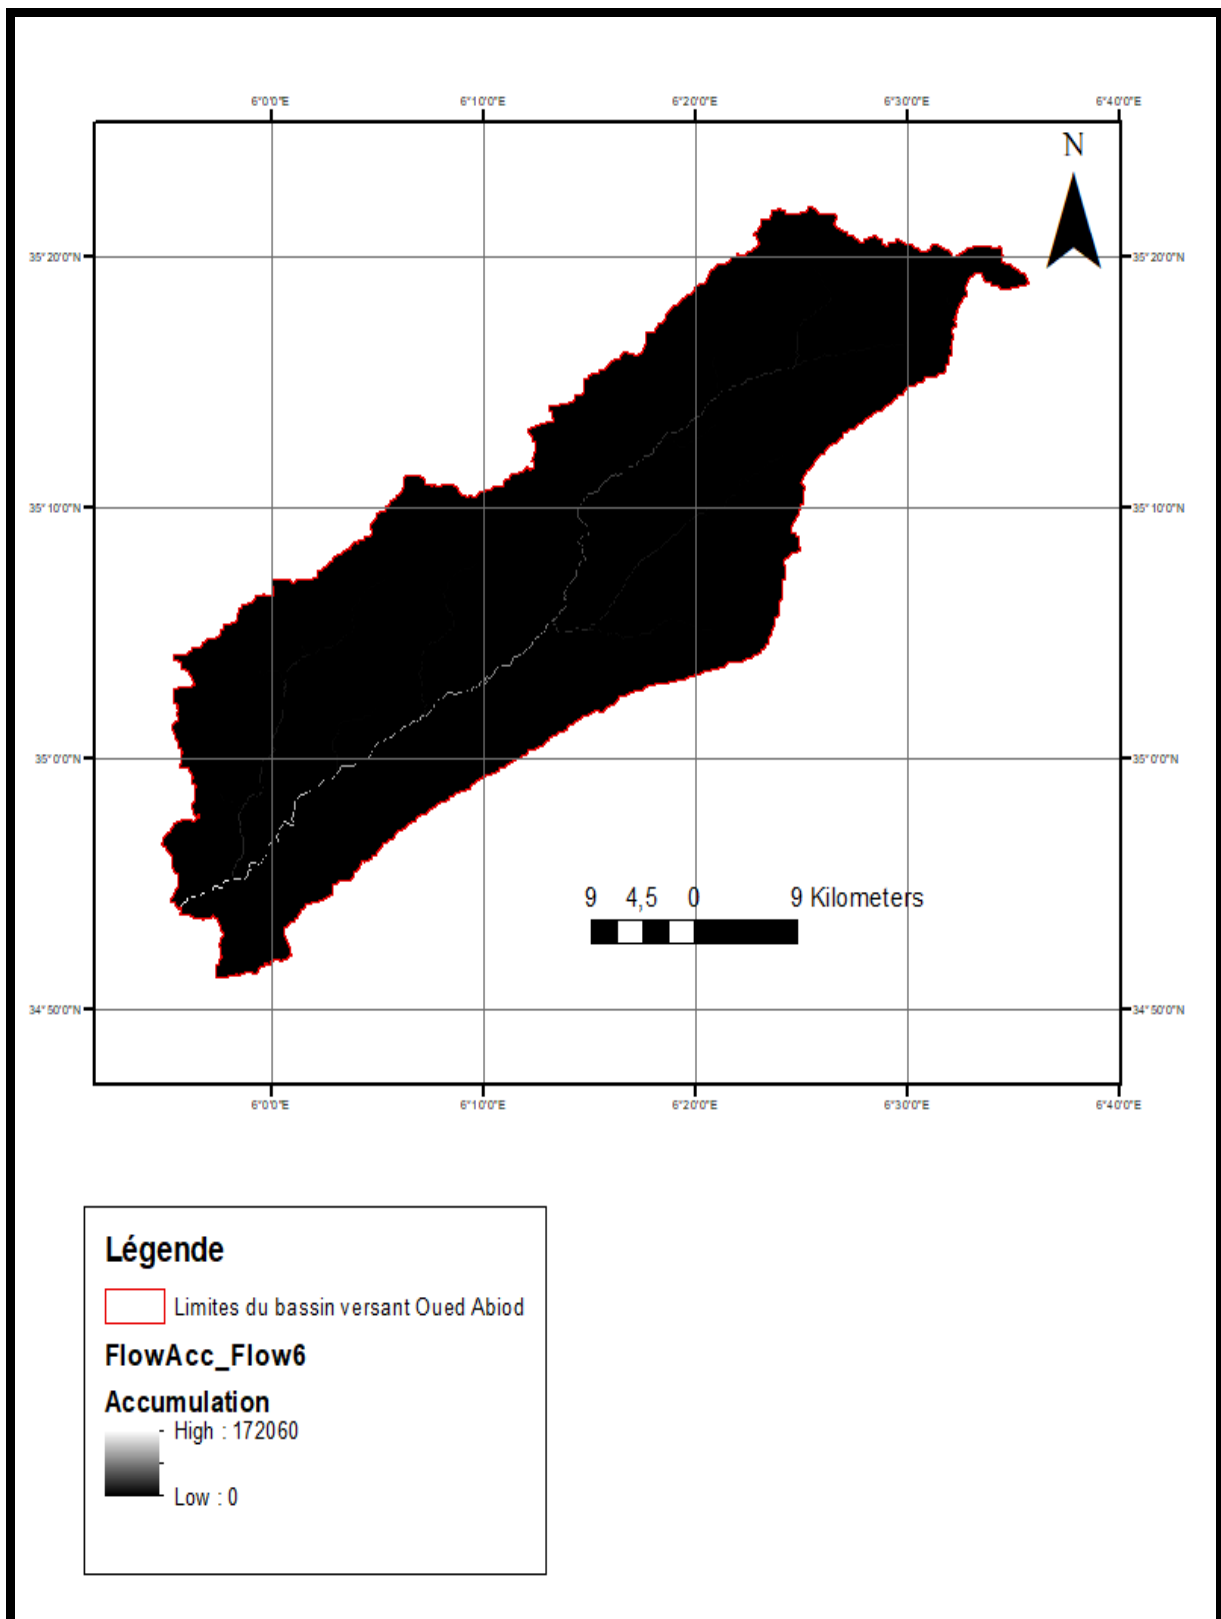 6°0'0"E 6°10'0"E 6°20'0"E 6°30'0"E 6°40'0"E
N
35°20'0"N 35°20'0"N
35°10'0"N 35°10'0"N
35°0'0"N 35°0'0"N
9 4,5 0 9 Kilometers
34°50'0"N 34°50'0"N
6°0'0"E 6°10'0"E 6°20'0"E 6°30'0"E 6°40'0"E
Légende
Limites du bassin versant Oued Abiod
FlowAcc_Flow6
Accumulation
High : 172060
Low : 0